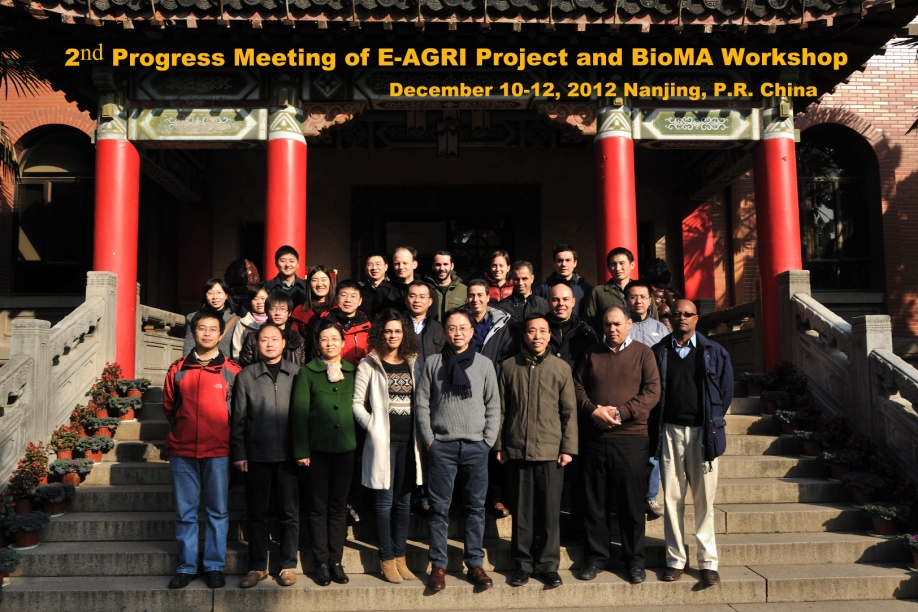 2nd Progress Meeting of E-AGRI Project and BioMA Workshop
December 10-12, 2012 Nanjing, P.R. China